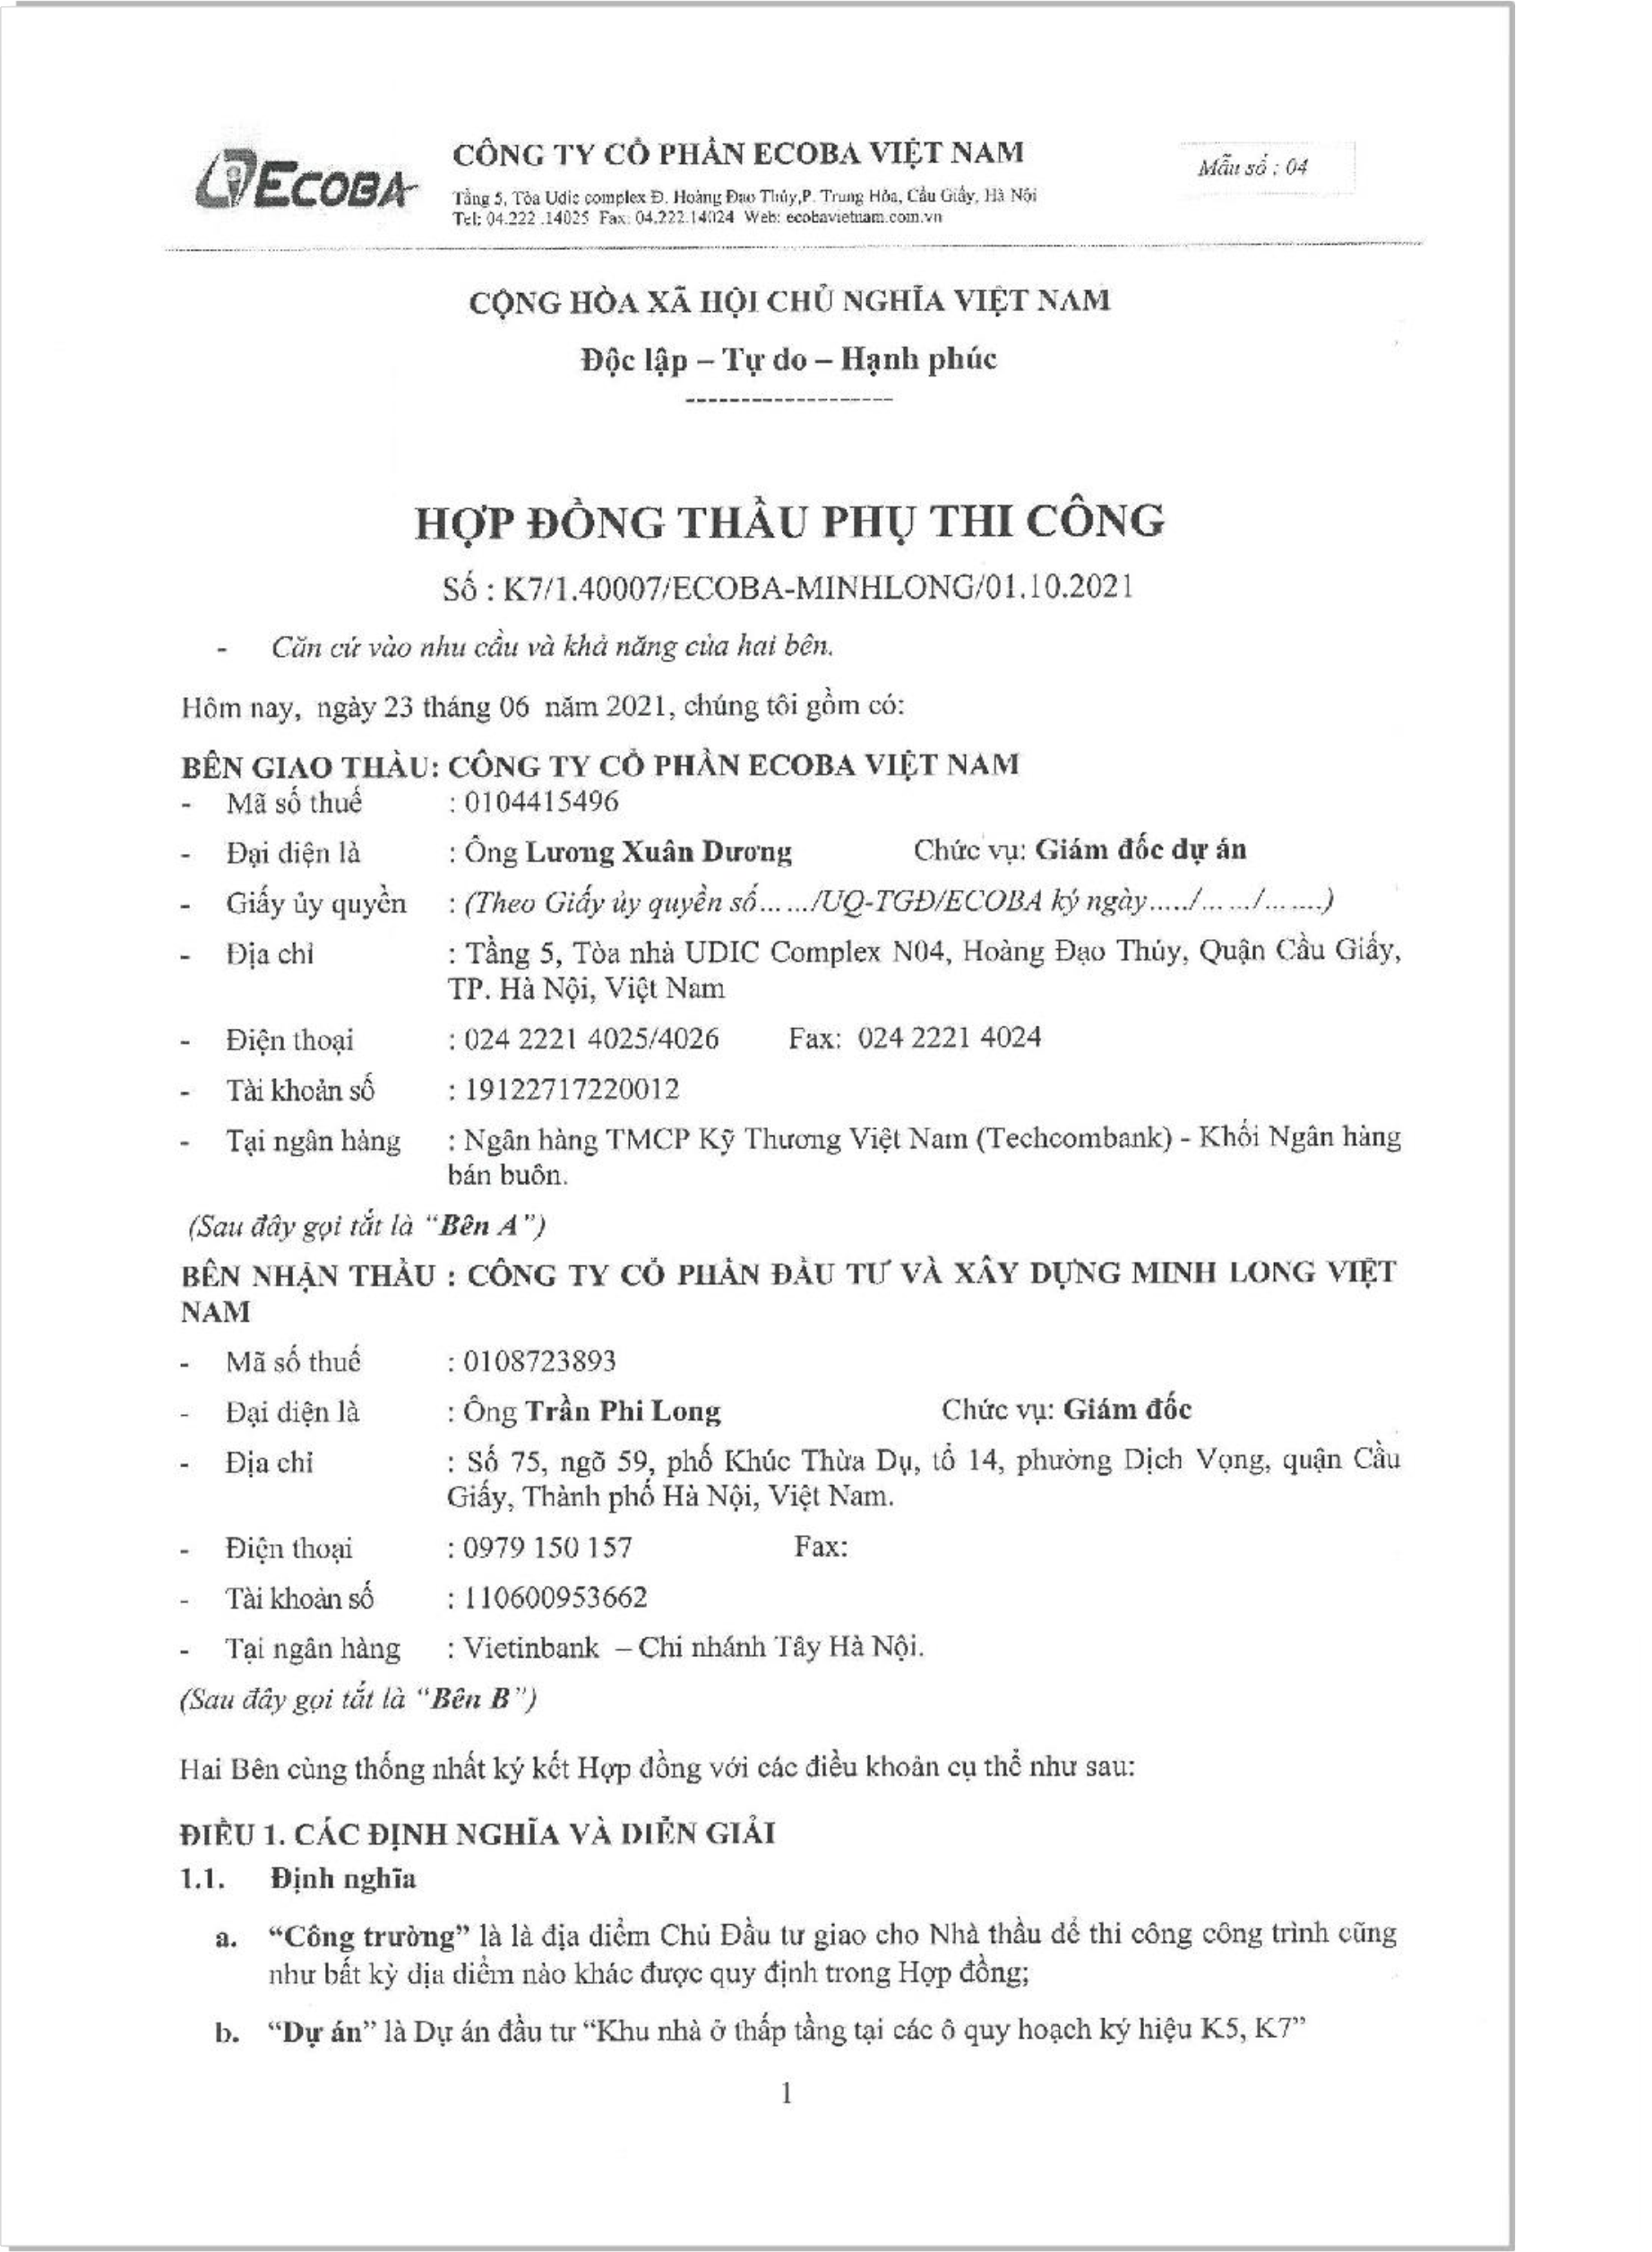 ECOBA
CÔNG TY CỔ PHẦN ECOBA VIỆT NAM
Mẫu số : 04
Tầng 5, Tòa Udic complex Đ. Hoàng Đạo Thúy,P. Trung Hòa, Cầu Giấy, Hà Nội
Tel: 04.222 .14025 Fax: 04.222.14024 Web: ecobavietnam.com.vn
CỘNG HÒA XÃ HỘI CHỦ NGHĨA VIỆT NAM
Độc lập – Tự do – Hạnh phúc
-------------------
HỢP ĐỒNG THẦU PHỤ THI CÔNG
Số : K7/1.40007/ECOBA-MINHLONG/01.10.2021
- Căn cứ vào nhu cầu và khả năng của hai bên.
Hôm nay, ngày 23 tháng 06 năm 2021, chúng tôi gồm có:
BÊN GIAO THẦU: CÔNG TY CỔ PHẦN ECOBA VIỆT NAM
- Mã số thuế : 0104415496
- Đại diện là : Ông Lương Xuân Dương Chức vụ: Giám đốc dự án
- Giấy ủy quyền : (Theo Giấy ủy quyền số....../UQ-TGĐ/ECOBA ký ngày...../....../.......)
- Địa chỉ : Tầng 5, Tòa nhà UDIC Complex N04, Hoàng Đạo Thúy, Quận Cầu Giấy,
TP. Hà Nội, Việt Nam
- Điện thoại : 024 2221 4025/4026 Fax: 024 2221 4024
- Tài khoản số : 19122717220012
- Tại ngân hàng : Ngân hàng TMCP Kỹ Thương Việt Nam (Techcombank) - Khối Ngân hàng
bán buôn.
(Sau đây gọi tắt là “Bên A”)
BÊN NHẬN THẦU : CÔNG TY CỔ PHẦN ĐẦU TƯ VÀ XÂY DỰNG MINH LONG VIỆT
NAM
- Mã số thuế : 0108723893
- Đại diện là : Ông Trần Phi Long Chức vụ: Giám đốc
- Địa chỉ : Số 75, ngõ 59, phố Khúc Thừa Dụ, tổ 14, phường Dịch Vọng, quận Cầu
Giấy, Thành phố Hà Nội, Việt Nam.
- Điện thoại : 0979 150 157 Fax:
- Tài khoản số : 110600953662
- Tại ngân hàng : Vietinbank – Chi nhánh Tây Hà Nội.
(Sau đây gọi tắt là “Bên B”)
Hai Bên cùng thống nhất ký kết Hợp đồng với các điều khoản cụ thể như sau:
ĐIỀU 1. CÁC ĐỊNH NGHĨA VÀ DIỄN GIẢI
1.1. Định nghĩa
a. “Công trường” là là địa điểm Chủ Đầu tư giao cho Nhà thầu để thi công công trình cũng
như bất kỳ địa điểm nào khác được quy định trong Hợp đồng;
b. “Dự án” là Dự án đầu tư “Khu nhà ở thấp tầng tại các ô quy hoạch ký hiệu K5, K7”
1